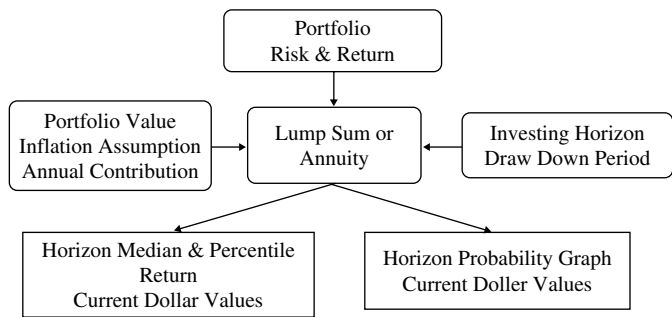 Portfolio
Risk & Return
Portfolio Value
Inflation Assumption
Annual Contribution
Lump Sum or
Annuity
Investing Horizon
Draw Down Period
Horizon Median & Percentile
Return
Current Dollar Values
Horizon Probability Graph
Current Doller Values